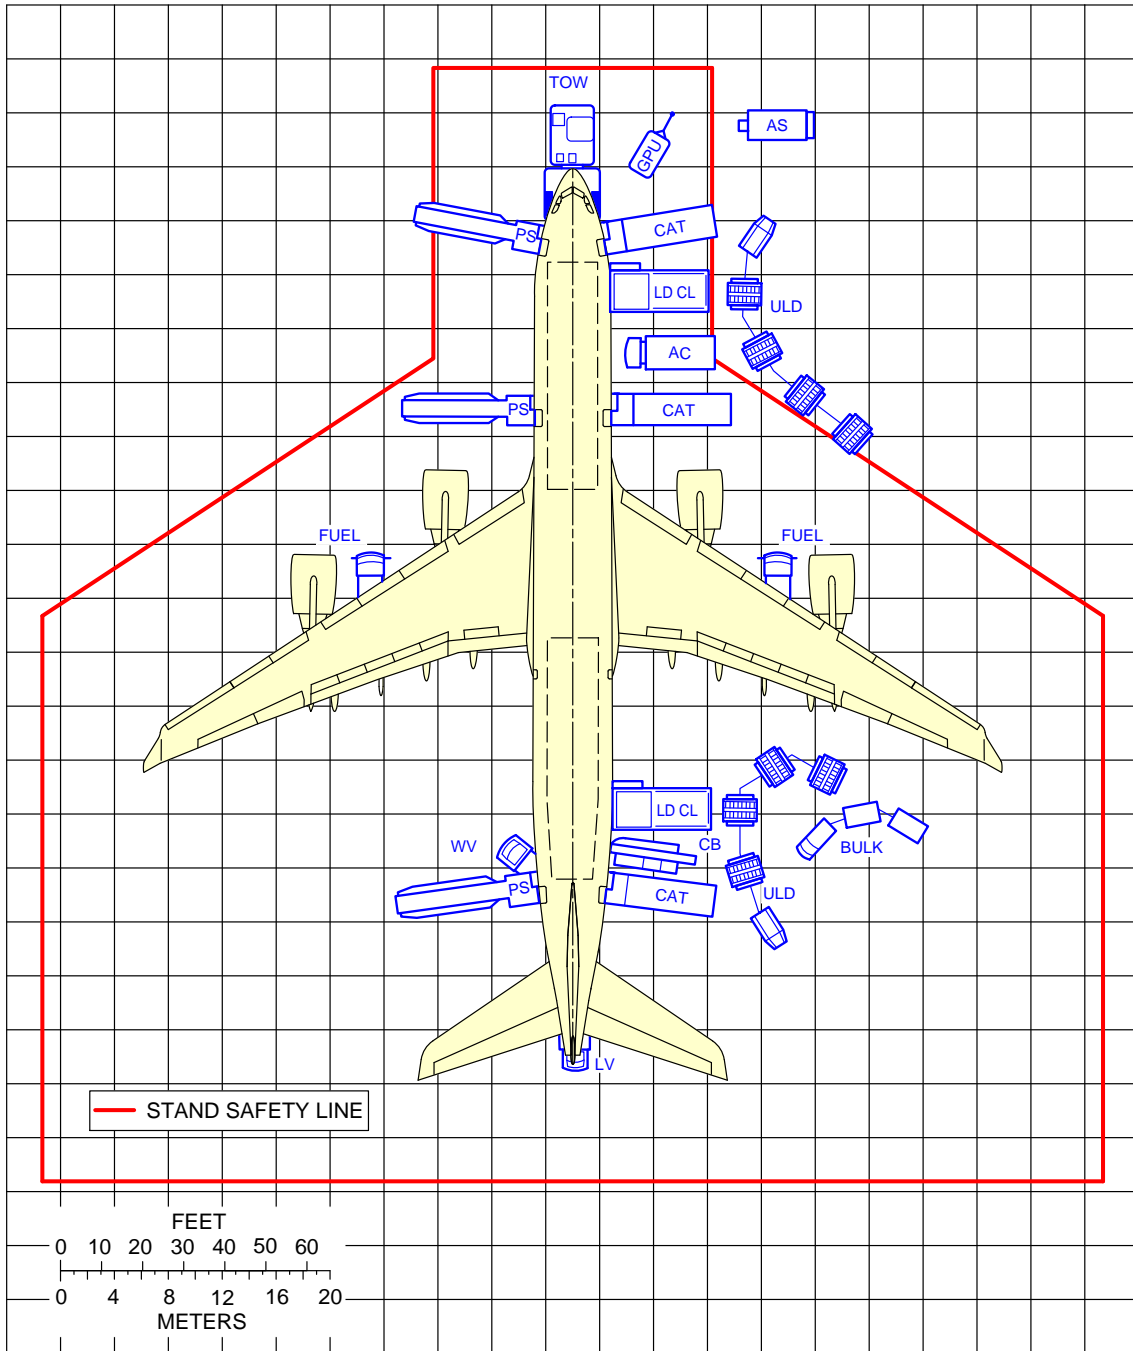 TOW
AS
GPU
PS
CAT
LD CL
ULD
AC
PS
CAT
FUEL
FUEL
LD CL
WV
CB
BULK
PS
CAT
ULD
LV
STAND SAFETY LINE
FEET
0 10 20 30 40 50 60
0 4 8 12 16 20
METERS